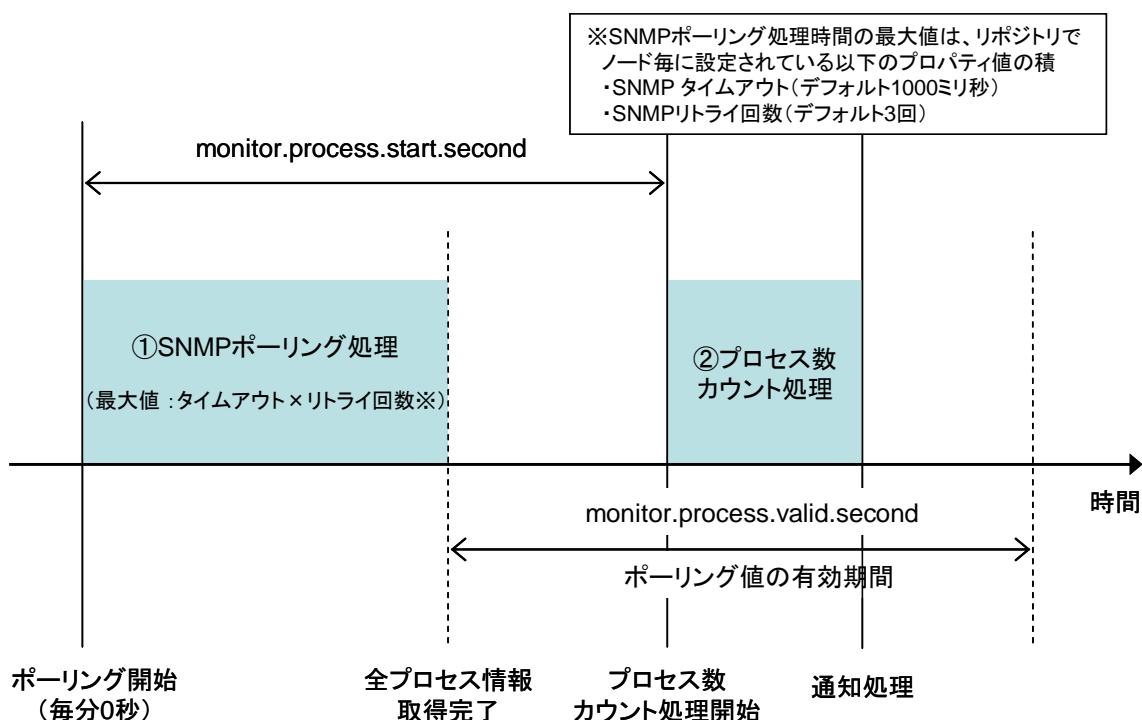 ※SNMPポーリング処理時間の最大値は、リポジトリで
ノード毎に設定されている以下のプロパティ値の積
・SNMP タイムアウト（デフォルト1000ミリ秒）
・SNMPリトライ回数（デフォルト3回）
monitor.process.start.second
①SNMPポーリング処理
（最大値：タイムアウト×リトライ回数※）
②プロセス数
カウント処理
時間
monitor.process.valid.second
ポーリング値の有効期間
ポーリング開始
（毎分0秒）
全プロセス情報
取得完了
プロセス数
カウント処理開始
通知処理